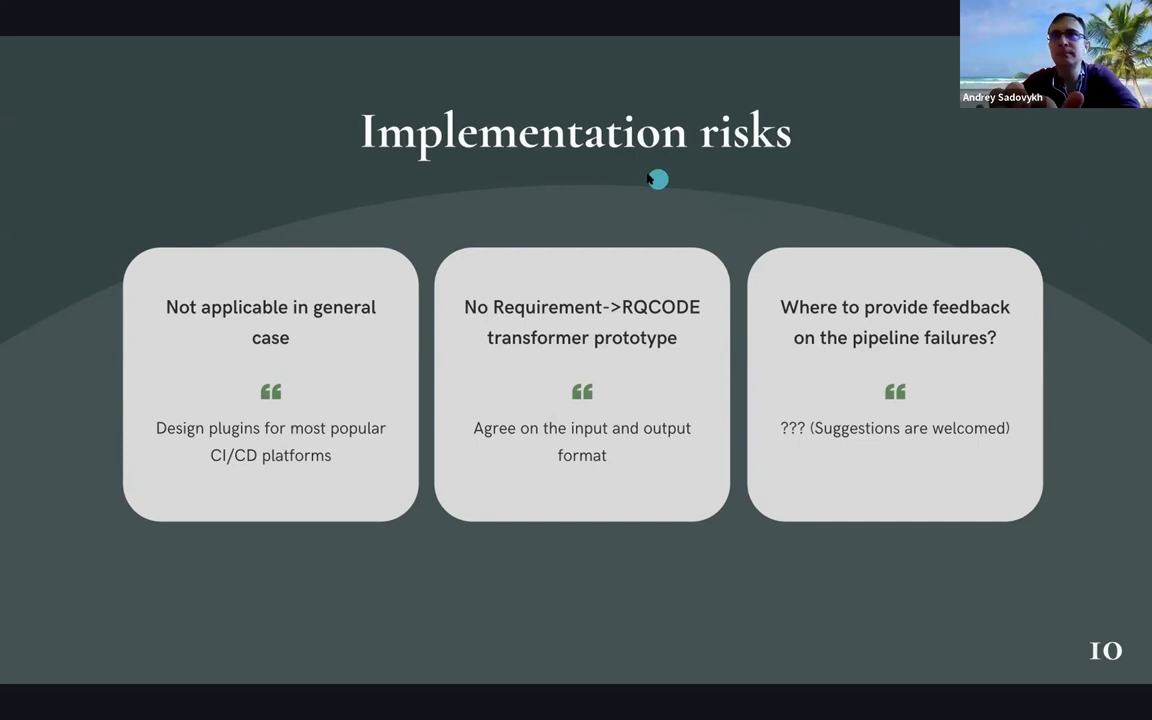 Andrey Sadovykh
Implementation risks
Not applicable in general
case
Design plugins for most popular
CI/CD platforms
No Requirement->RQCODE
transformer prototype
Agree on the input and output
format
Where to provide feedback
on the pipeline failures?
??? (Suggestions are welcomed)
10